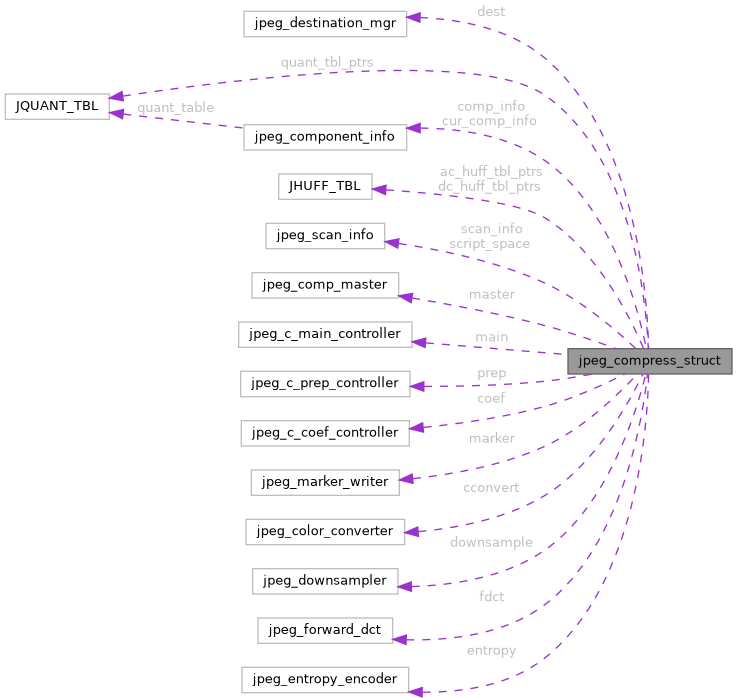 jpeg_destination_mgr
dest
quant_tbl_ptrs
JQUANT_TBL
quant_table
jpeg_component_info
comp_info
cur_comp_info
JHUFF_TBL
ac_huff_tbl_ptrs
dc_huff_tbl_ptrs
jpeg_scan_info
scan_info
script_space
jpeg_comp_master
master
jpeg_c_main_controller
main
jpeg_compress_struct
jpeg_c_prep_controller
prep
coef
jpeg_c_coef_controller
marker
jpeg_marker_writer
cconvert
jpeg_color_converter
downsample
jpeg_downsampler
fdct
jpeg_forward_dct
entropy
jpeg_entropy_encoder